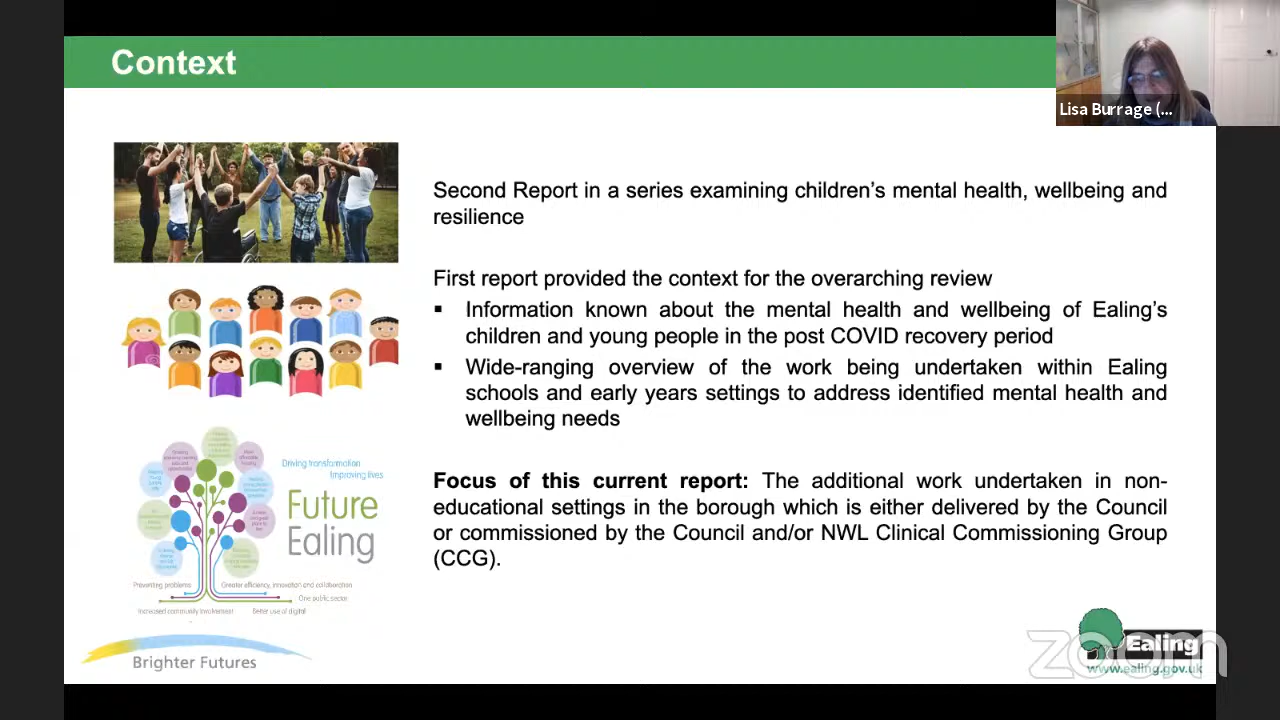 Context
Lisa Burrage (...
Second Report in a series examining children's mental health, wellbeing and
resilience
First report provided the context for the overarching review
▪ Information known about the mental health and wellbeing of Ealing's
children and young people in the post COVID recovery period
▪ Wide-ranging overview of the work being undertaken within Ealing
schools and early years settings to address identified mental health and
wellbeing needs
Focus of this current report: The additional work undertaken in non-
educational settings in the borough which is either delivered by the Council
or commissioned by the Council and/or NWL Clinical Commissioning Group
(CCG).
Driving transformation
Improving lives
Future
Ealing
Preventing problems
Greater efficiency, innovation and collaboration
One public sector
Increased community involvement
Better use of digital
Brighter Futures
Ealing
www.ealing.gov.uk
zoom